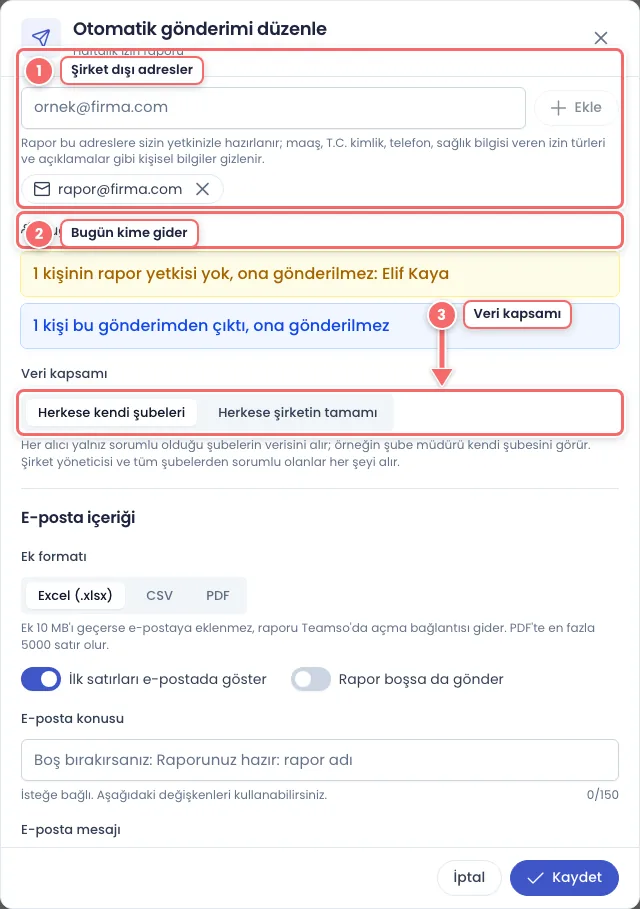 Otomatik gönderimi düzenle
Haftalık izin raporu
1 Şirket dışı adresler
ornek@firma.com
Ekle
Rapor bu adreslere sizin yetkinizle hazırlanır; maaş, T.C. kimlik, telefon, sağlık bilgisi veren izin türleri
ve açıklamalar gibi kişisel bilgiler gizlenir.
rapor@firma.com
2 Bugün kime gider
1 kişinin rapor yetkisi yok, ona gönderilmez: Elif Kaya
1 kişi bu gönderimden çıktı, ona gönderilmez
3 Veri kapsamı
Veri kapsamı
Herkese kendi şubeleri Herkese şirketin tamamı
Her alıcı yalnız sorumlu olduğu şubelerin verisini alır; örneğin şube müdürü kendi şubesini görür.
Şirket yöneticisi ve tüm şubelerden sorumlu olanlar her şeyi alır.
E-posta içeriği
Ek formatı
Excel (.xlsx) CSV PDF
Ek 10 MB'ı geçerse e-postaya eklenmez, raporu Teamso'da açma bağlantısı gider. PDF'te en fazla
5000 satır olur.
İlk satırları e-postada göster Rapor boşsa da gönder
E-posta konusu
Boş bırakırsanız: Raporunuz hazır: rapor adı
İsteğe bağlı. Aşağıdaki değişkenleri kullanabilirsiniz. 0/150
E-posta mesajı
İptal Kaydet